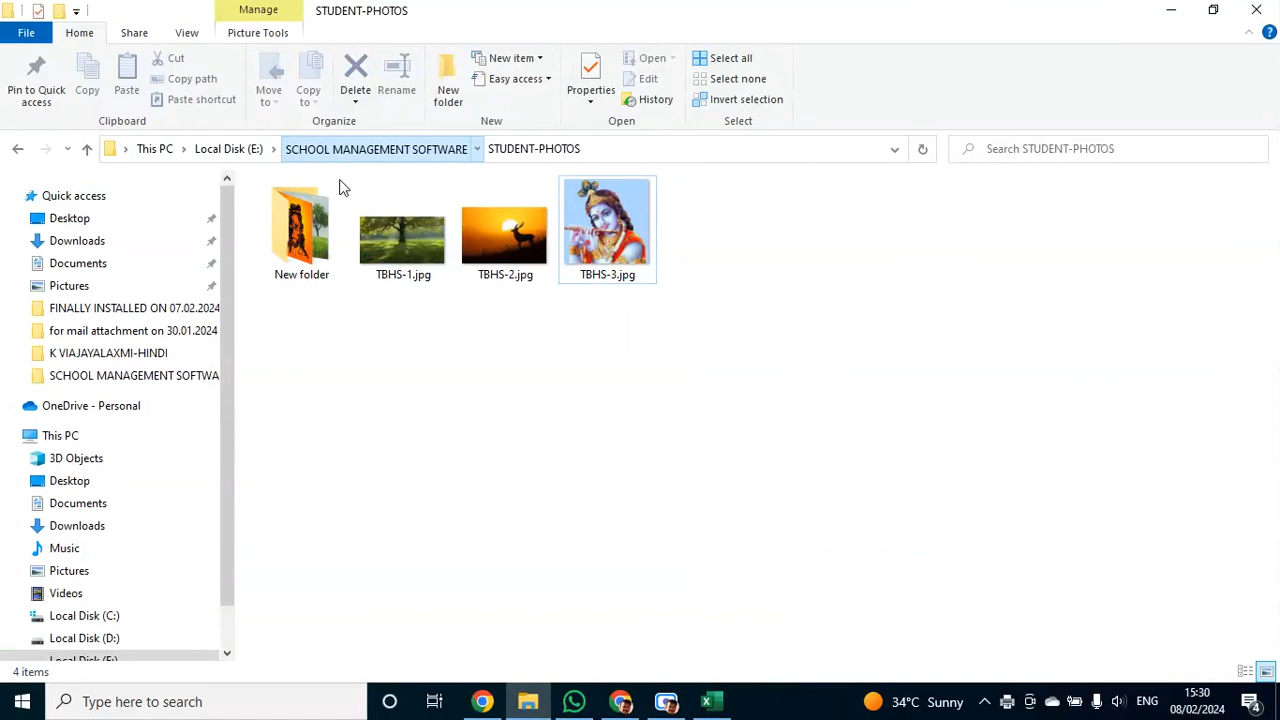 Manage
STUDENT-PHOTOS
File
Home
Share
View
Picture Tools
Pin to Quick access
Copy
Paste
Cut
Copy path
Paste shortcut
Clipboard
Move to
Copy to
Delete
Rename
Organize
New folder
New item
Easy access
New
Properties
Open
Edit
History
Open
Select all
Select none
Invert selection
Select
This PC
Local Disk (E:)
SCHOOL MANAGEMENT SOFTWARE
STUDENT-PHOTOS
Search STUDENT-PHOTOS
Quick access
Desktop
Downloads
Documents
Pictures
FINALLY INSTALLED ON 07.02.2024
for mail attachment on 30.01.2024
K VIAJAYALAXMI-HINDI
SCHOOL MANAGEMENT SOFTWA
OneDrive - Personal
This PC
3D Objects
Desktop
Documents
Downloads
Music
Pictures
Videos
Local Disk (C:)
Local Disk (D:)
Local Disk (E:)
New folder
TBHS-1.jpg
TBHS-2.jpg
TBHS-3.jpg
4 items
Type here to search
34°C Sunny
ENG
15:30
08/02/2024
4